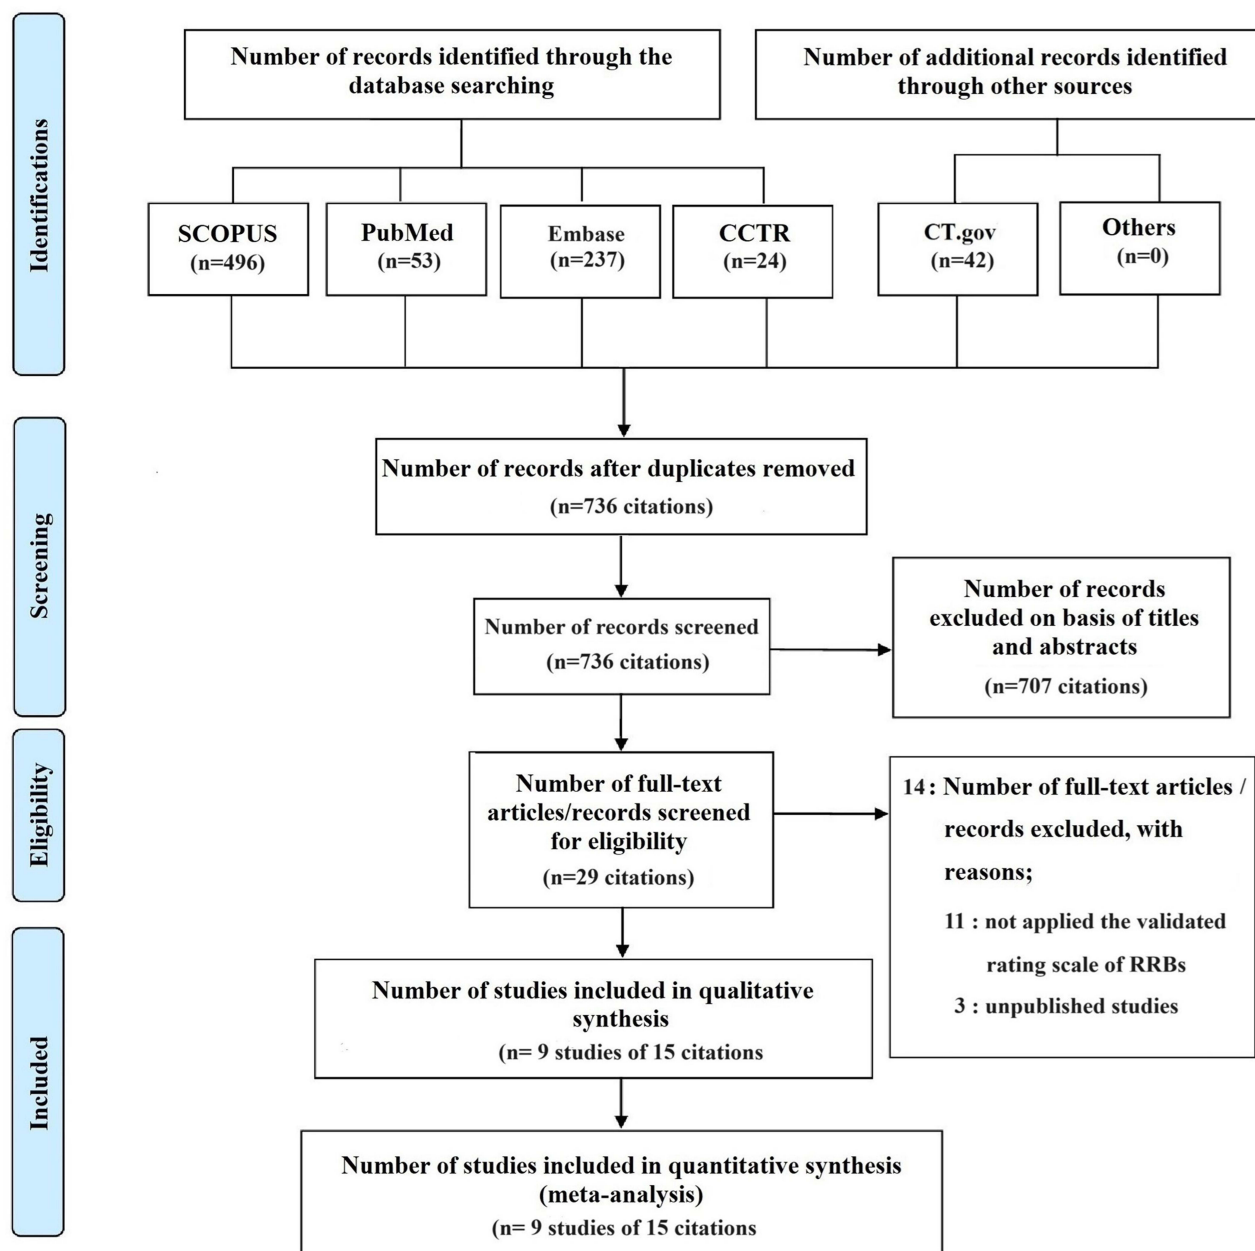 Identifications
Number of records identified through the
database searching
Number of additional records identified
through other sources
SCOPUS
(n=496)
PubMed
(n=53)
Embase
(n=237)
CCTR
(n=24)
CT.gov
(n=42)
Others
(n=0)
Screening
Number of records after duplicates removed
(n=736 citations)
Number of records screened
(n=736 citations)
Number of records
excluded on basis of titles
and abstracts
(n=707 citations)
Eligibility
Number of full-text
articles/records screened
for eligibility
(n=29 citations)
14 : Number of full-text articles /
records excluded, with
reasons;
11 : not applied the validated
rating scale of RRBs
3 : unpublished studies
Included
Number of studies included in qualitative
synthesis
(n= 9 studies of 15 citations
Number of studies included in quantitative synthesis
(meta-analysis)
(n= 9 studies of 15 citations